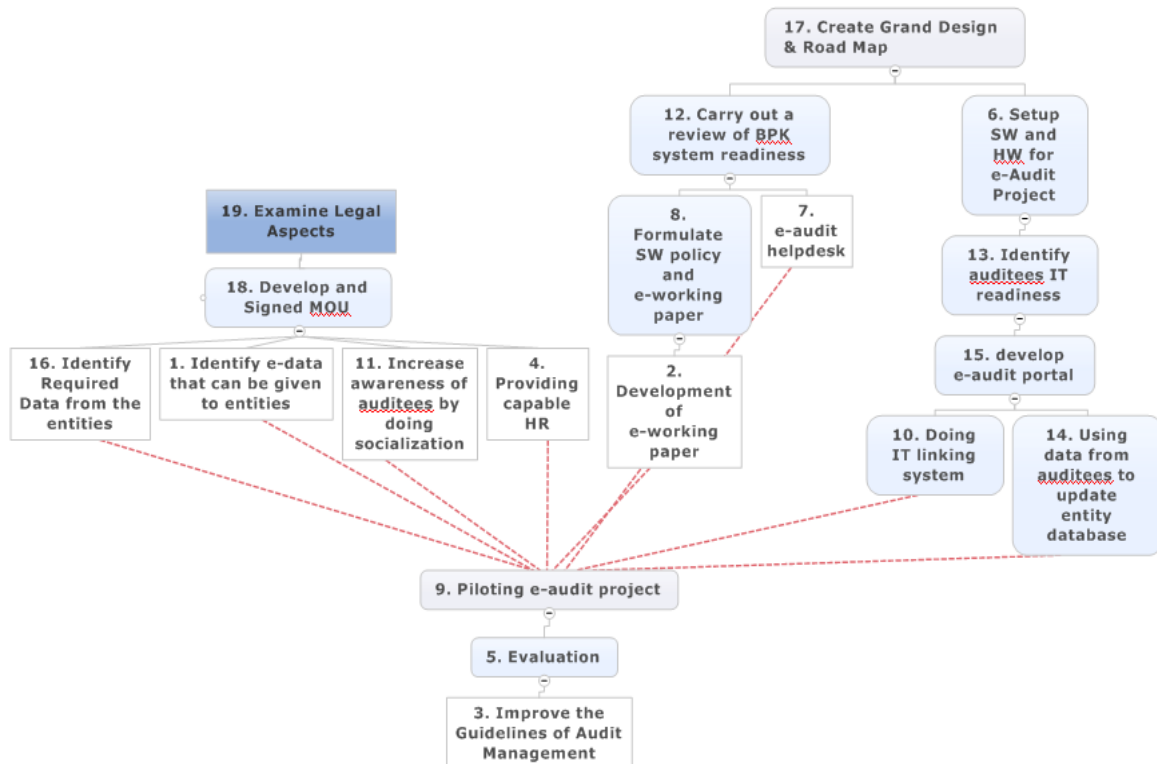 17. Create Grand Design
& Road Map
12. Carry out a
review of BPK
system readiness
6. Setup
SW and
HW for
e-Audit
Project
19. Examine Legal
Aspects
8.
Formulate
SW policy
and
e-working
paper
7.
e-audit
helpdesk
13. Identify
auditees IT
readiness
18. Develop and
Signed MOU
15. develop
e-audit portal
16. Identify
Required
Data from the
entities
1. Identify e-data
that can be given
to entities
11. Increase
awareness of
auditees by
doing
socialization
4.
Providing
capable
HR
2.
Development
of
e-working
paper
10. Doing
IT linking
system
14. Using
data from
auditees to
update
entity
database
9. Piloting e-audit project
5. Evaluation
3. Improve the
Guidelines of Audit
Management